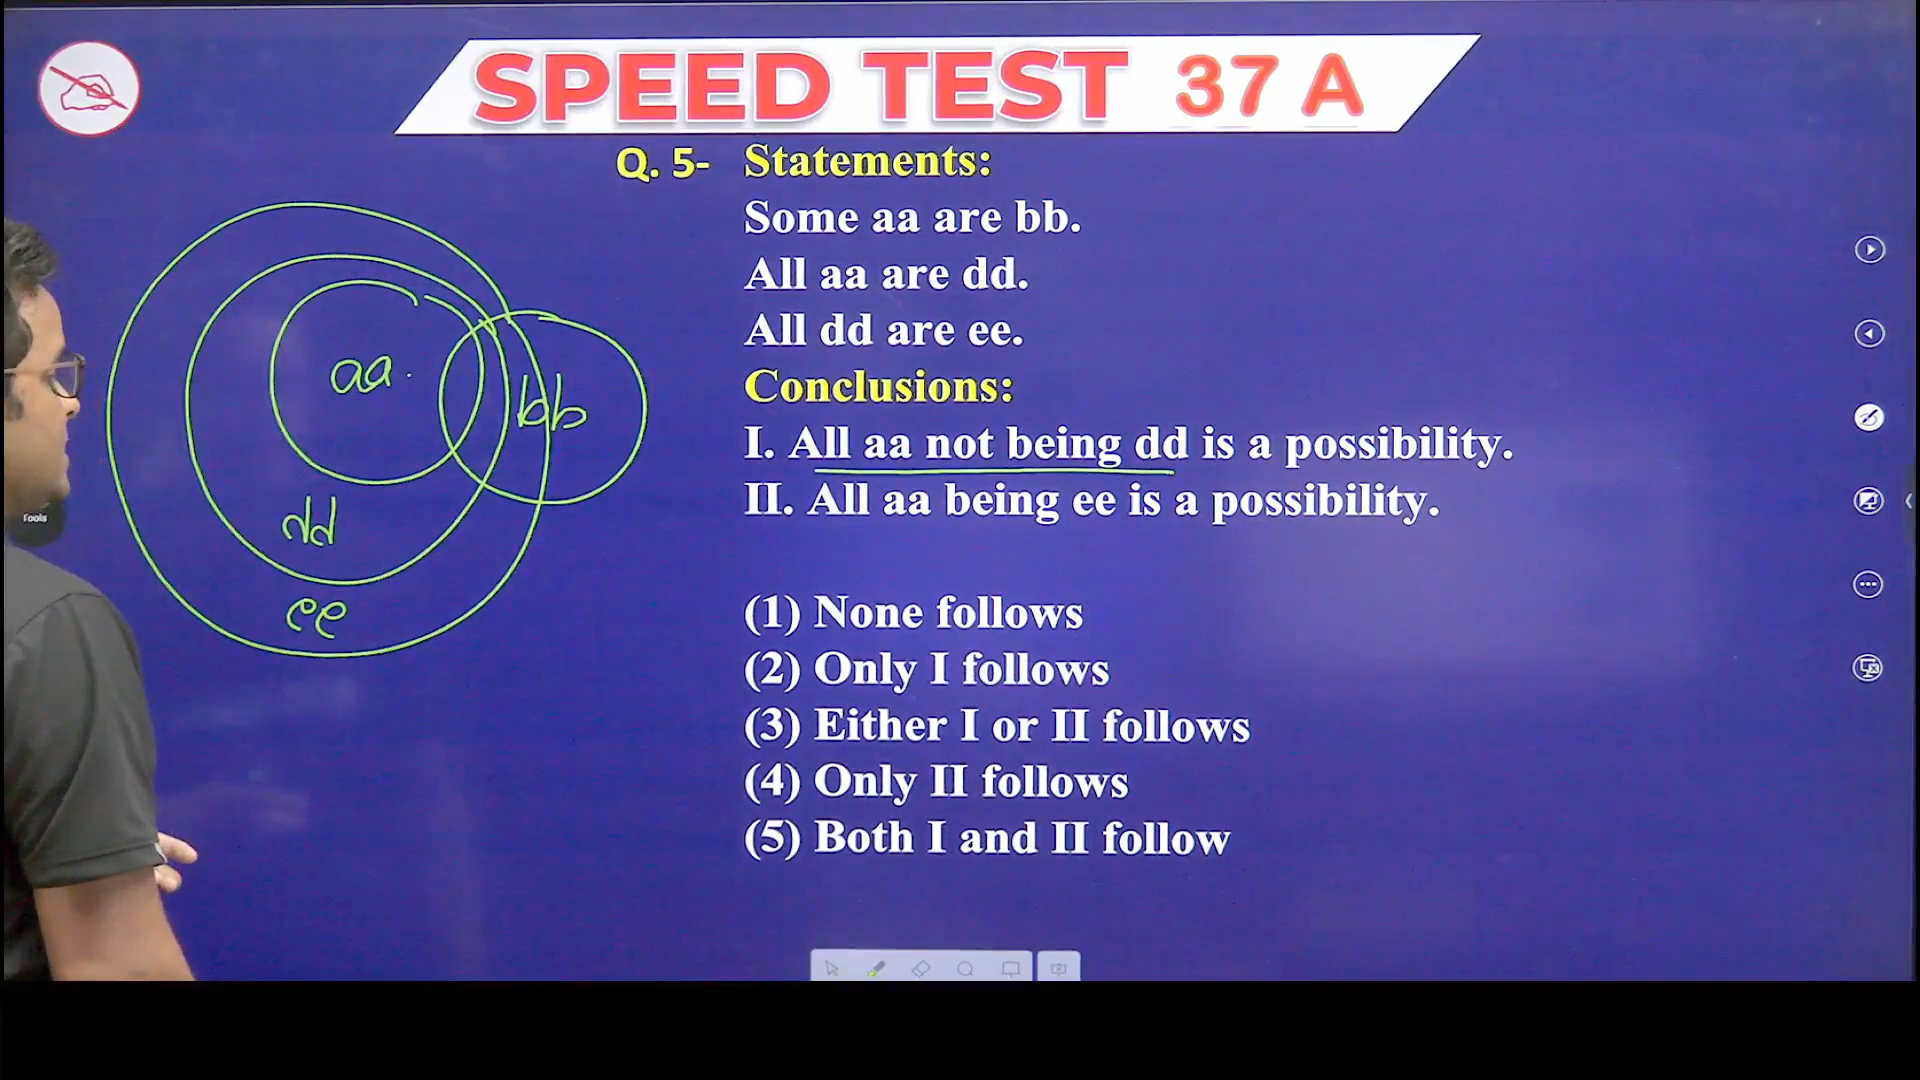 SPEED TEST 37 A
Q. 5- Statements:
Some aa are bb.
All aa are dd.
All dd are ee.
Conclusions:
I. All aa not being dd is a possibility.
II. All aa being ee is a possibility.
(1) None follows
(2) Only I follows
(3) Either I or II follows
(4) Only II follows
(5) Both I and II follow
aa
bb
dd
ee
Tools